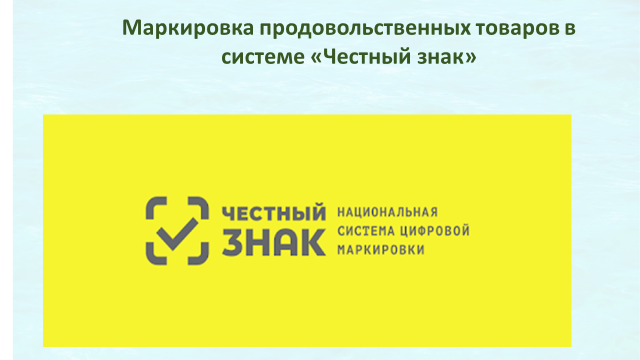 Маркировка продовольственных товаров в
системе «Честный знак»
ЧЕСТНЫЙ
ЗНАК
НАЦИОНАЛЬНАЯ
СИСТЕМА ЦИФРОВОЙ
МАРКИРОВКИ